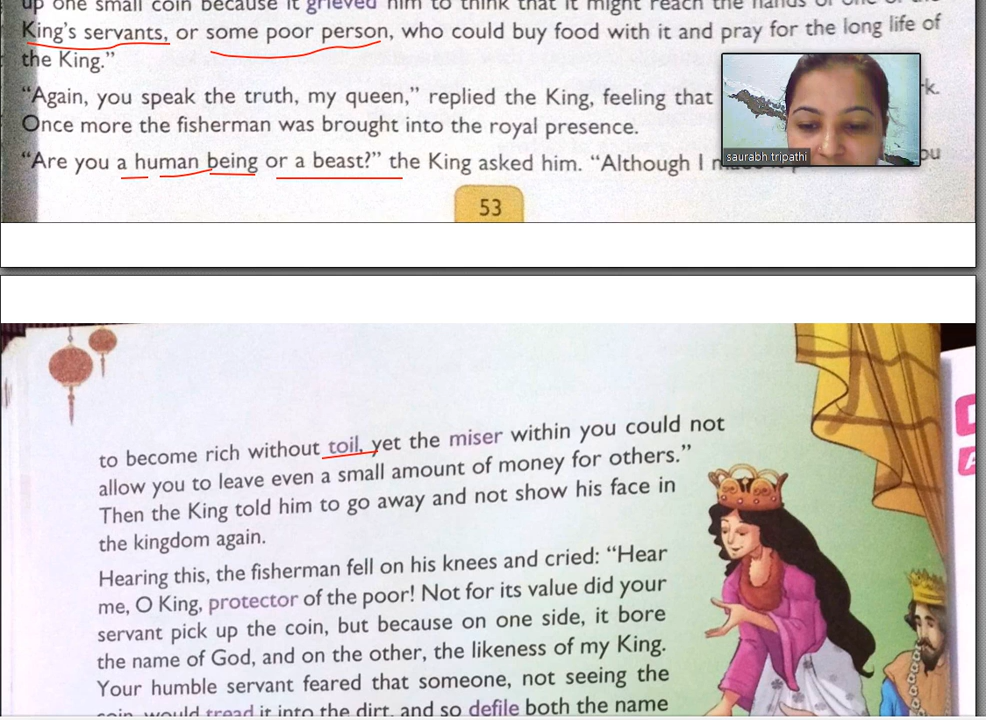 up one small coin because it grieved him to think that it might reach the hands of one of the
King's servants, or some poor person, who could buy food with it and pray for the long life of
the King."
"Again, you speak the truth, my queen," replied the King, feeling that
Once more the fisherman was brought into the royal presence.
"Are you a human being or a beast?" the King asked him. "Although I
saurabh tripathi
53
to become rich without toil, yet the miser within you could not
allow you to leave even a small amount of money for others."
Then the King told him to go away and not show his face in
the kingdom again.
Hearing this, the fisherman fell on his knees and cried: "Hear
me, O King, protector of the poor! Not for its value did your
servant pick up the coin, but because on one side, it bore
the name of God, and on the other, the likeness of my King.
Your humble servant feared that someone, not seeing the
coin, would tread it into the dirt, and so defile both the name